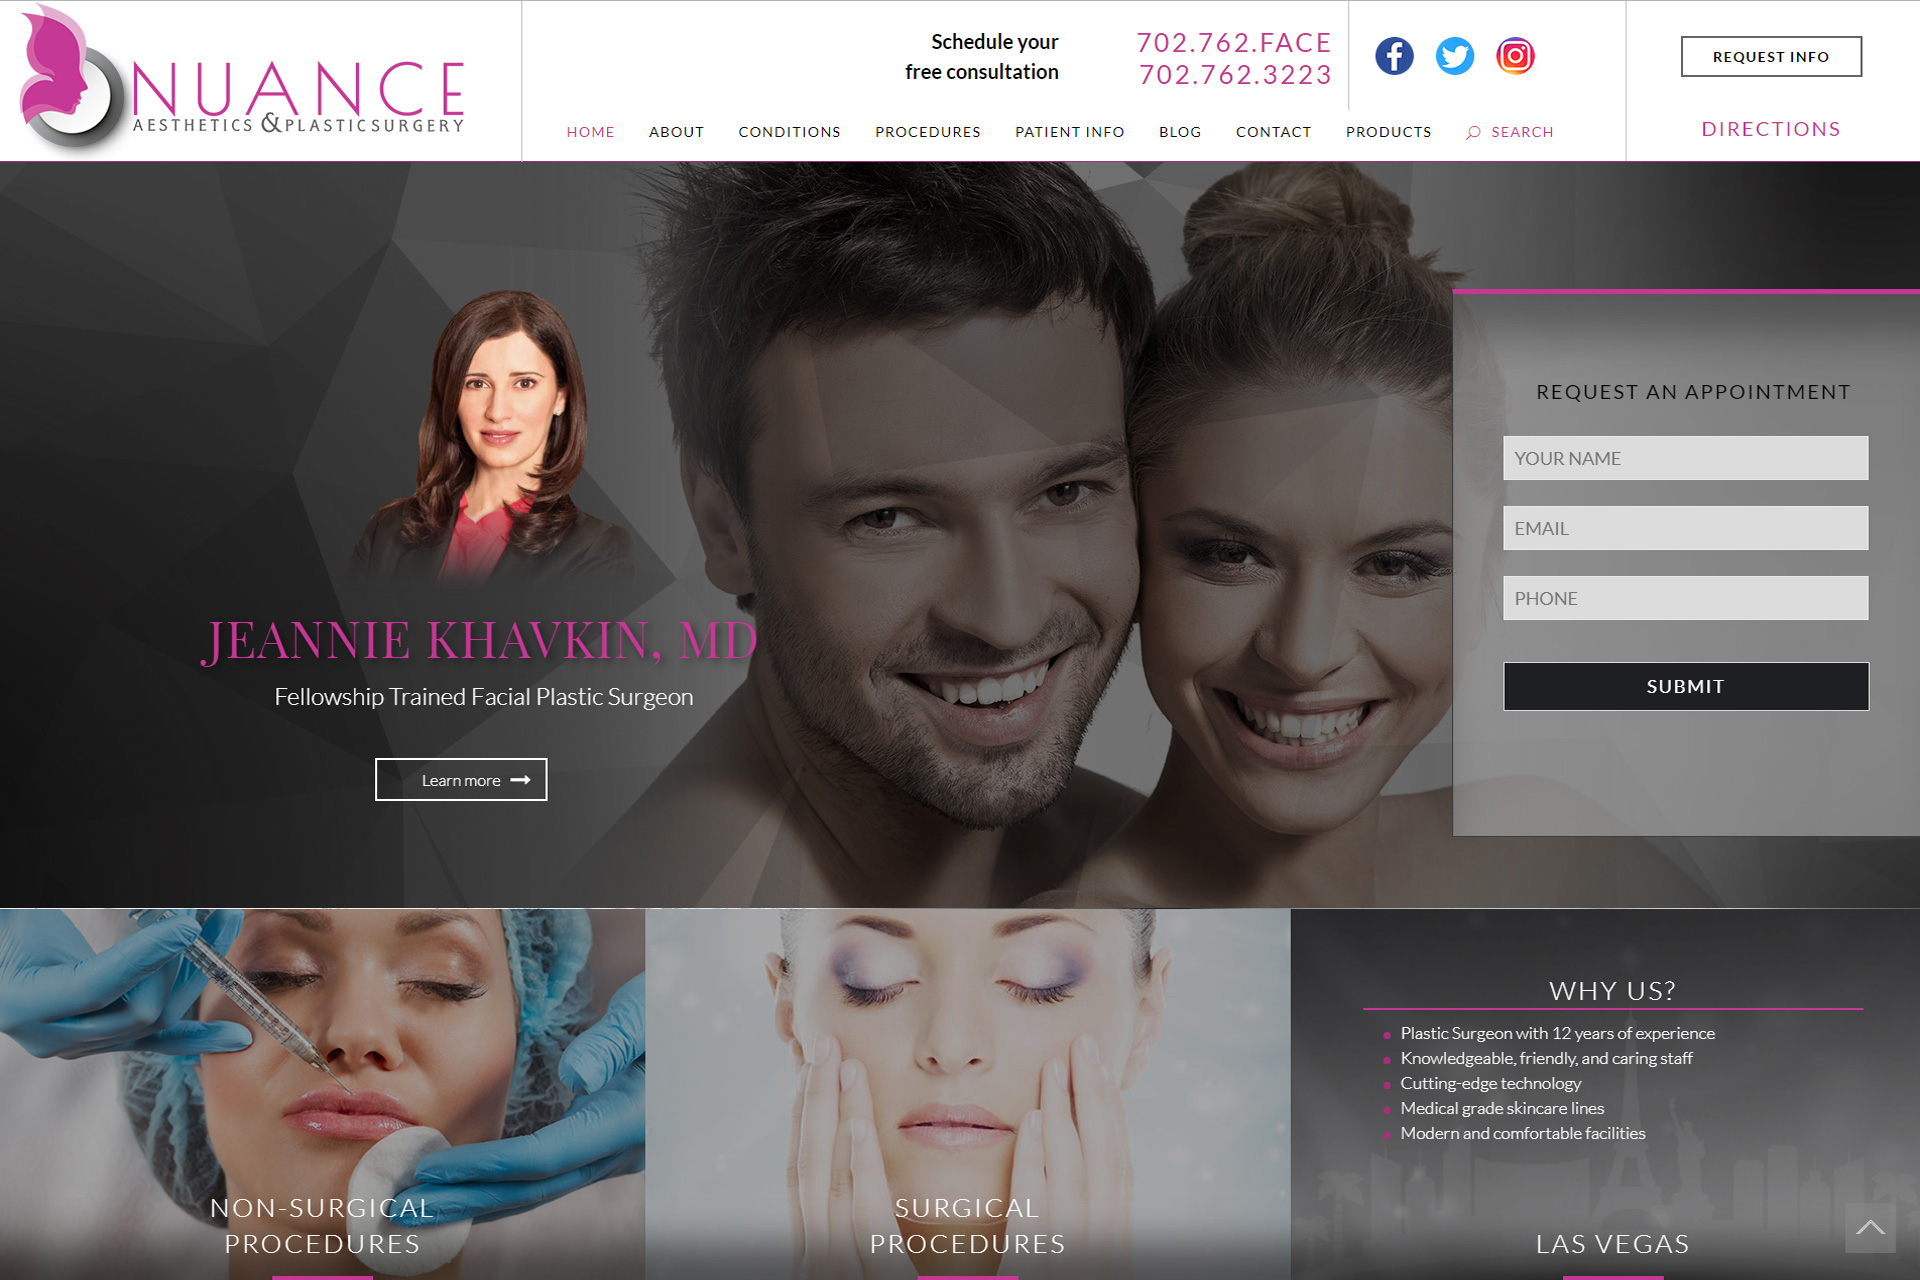 NUANCE
AESTHETICS & PLASTIC SURGERY
Schedule your
free consultation
702.762.FACE
702.762.3223
REQUEST INFO
HOME ABOUT CONDITIONS PROCEDURES PATIENT INFO BLOG CONTACT PRODUCTS SEARCH
DIRECTIONS
JEANNIE KHAVKIN, MD
Fellowship Trained Facial Plastic Surgeon
Learn more
REQUEST AN APPOINTMENT
YOUR NAME
EMAIL
PHONE
SUBMIT
NON-SURGICAL
PROCEDURES
SURGICAL
PROCEDURES
WHY US?
Plastic Surgeon with 12 years of experience
Knowledgeable, friendly, and caring staff
Cutting-edge technology
Medical grade skincare lines
Modern and comfortable facilities
LAS VEGAS